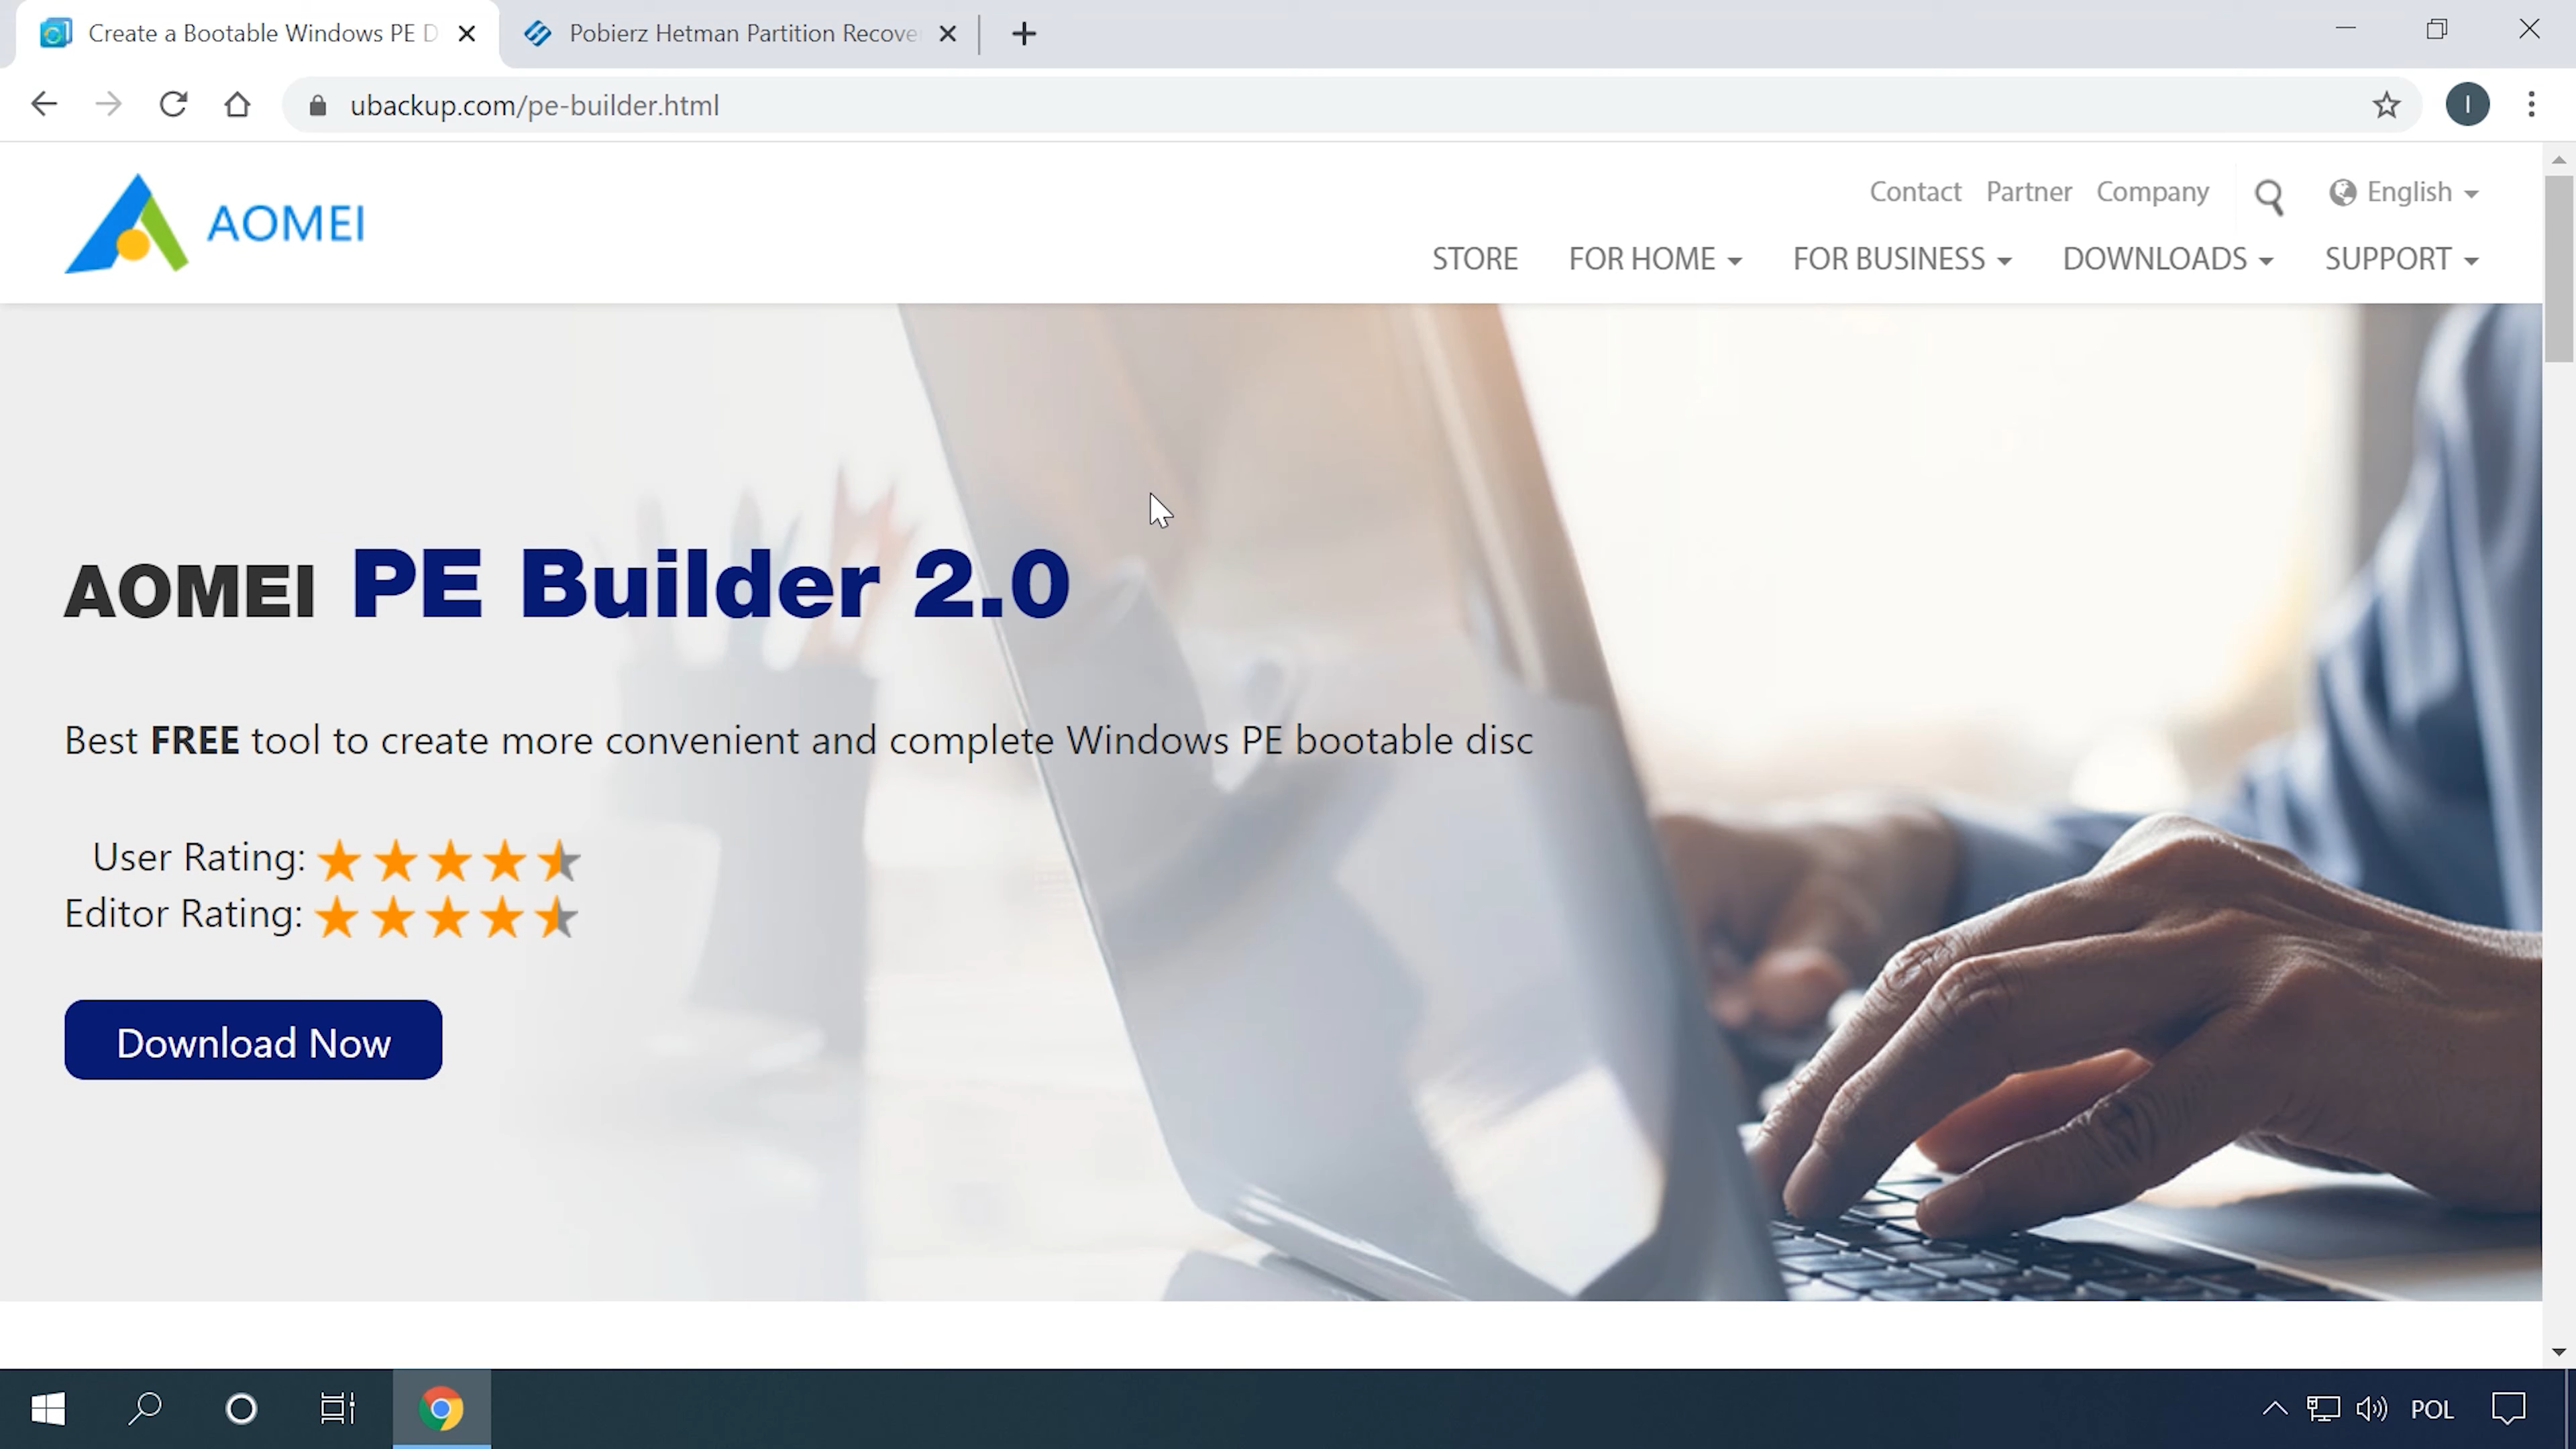 Create a Bootable Windows PE D
Pobierz Hetman Partition Recove
ubackup.com/pe-builder.html
I
AOMEI
Contact Partner Company English
STORE FOR HOME FOR BUSINESS DOWNLOADS SUPPORT
AOMEI PE Builder 2.0
Best FREE tool to create more convenient and complete Windows PE bootable disc
User Rating:
Editor Rating:
Download Now
POL